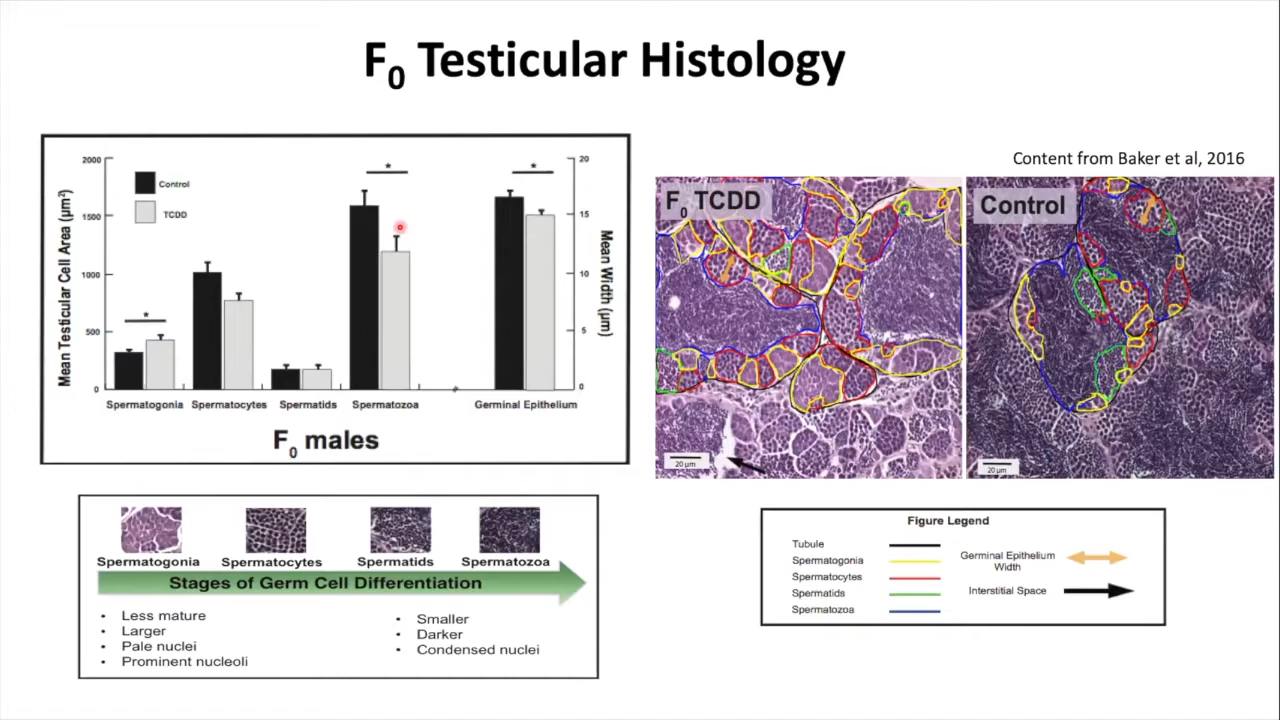 F0 Testicular Histology
Content from Baker et al, 2016
Mean Testicular Cell Area (µm²)
2000
1500
1000
500
0
Control
TCDD
*
*
*
20
15
10
5
0
Mean Width (µm)
Spermatogonia Spermatocytes Spermatids Spermatozoa Germinal Epithelium
F0 males
F0 TCDD
20 µm
Control
20 µm
Spermatogonia Spermatocytes Spermatids Spermatozoa
Stages of Germ Cell Differentiation
• Less mature
• Larger
• Pale nuclei
• Prominent nucleoli
• Smaller
• Darker
• Condensed nuclei
Figure Legend
Tubule
Spermatogonia
Spermatocytes
Spermatids
Spermatozoa
Germinal Epithelium
Width
Interstitial Space